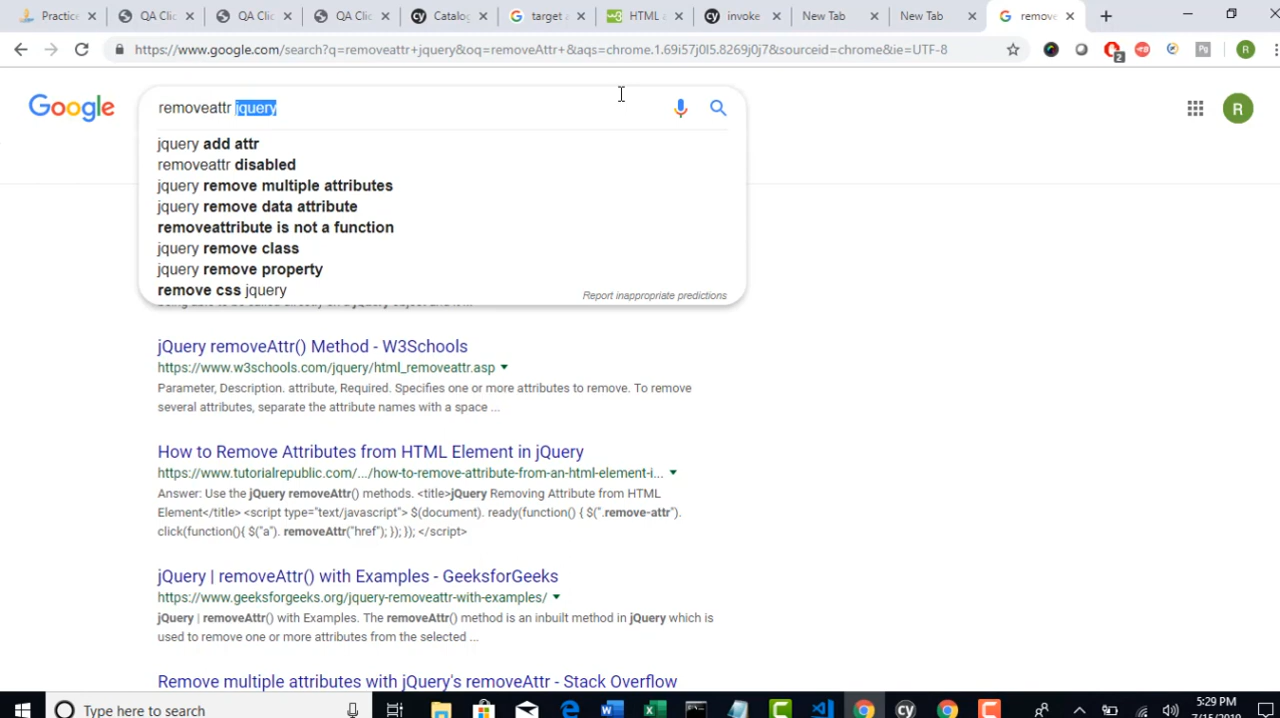 Practice
QA Clic
QA Clic
QA Clic
Catalog
target a
HTML a
invoke
New Tab
New Tab
remove
https://www.google.com/search?q=removeattr+jquery&oq=removeAttr+&aqs=chrome.1.69i57j0l5.8269j0j7&sourceid=chrome&ie=UTF-8
2
R
Google
removeattr jquery
R
jquery add attr
removeattr disabled
jquery remove multiple attributes
jquery remove data attribute
removeattribute is not a function
jquery remove class
jquery remove property
remove css jquery
Report inappropriate predictions
jQuery removeAttr() Method - W3Schools
https://www.w3schools.com/jquery/html_removeattr.asp
Parameter, Description. attribute, Required. Specifies one or more attributes to remove. To remove
several attributes, separate the attribute names with a space ...
How to Remove Attributes from HTML Element in jQuery
https://www.tutorialrepublic.com/.../how-to-remove-attribute-from-an-html-element-i...
Answer: Use the jQuery removeAttr() methods. <title>jQuery Removing Attribute from HTML
Element</title> <script type="text/javascript"> $(document). ready(function() { $(".remove-attr").
click(function(){ $("a"). removeAttr("href"); }); }); </script>
jQuery | removeAttr() with Examples - GeeksforGeeks
https://www.geeksforgeeks.org/jquery-removeattr-with-examples/
jQuery | removeAttr() with Examples. The removeAttr() method is an inbuilt method in jQuery which is
used to remove one or more attributes from the selected ...
Remove multiple attributes with jQuery's removeAttr - Stack Overflow
Type here to search
5:29 PM